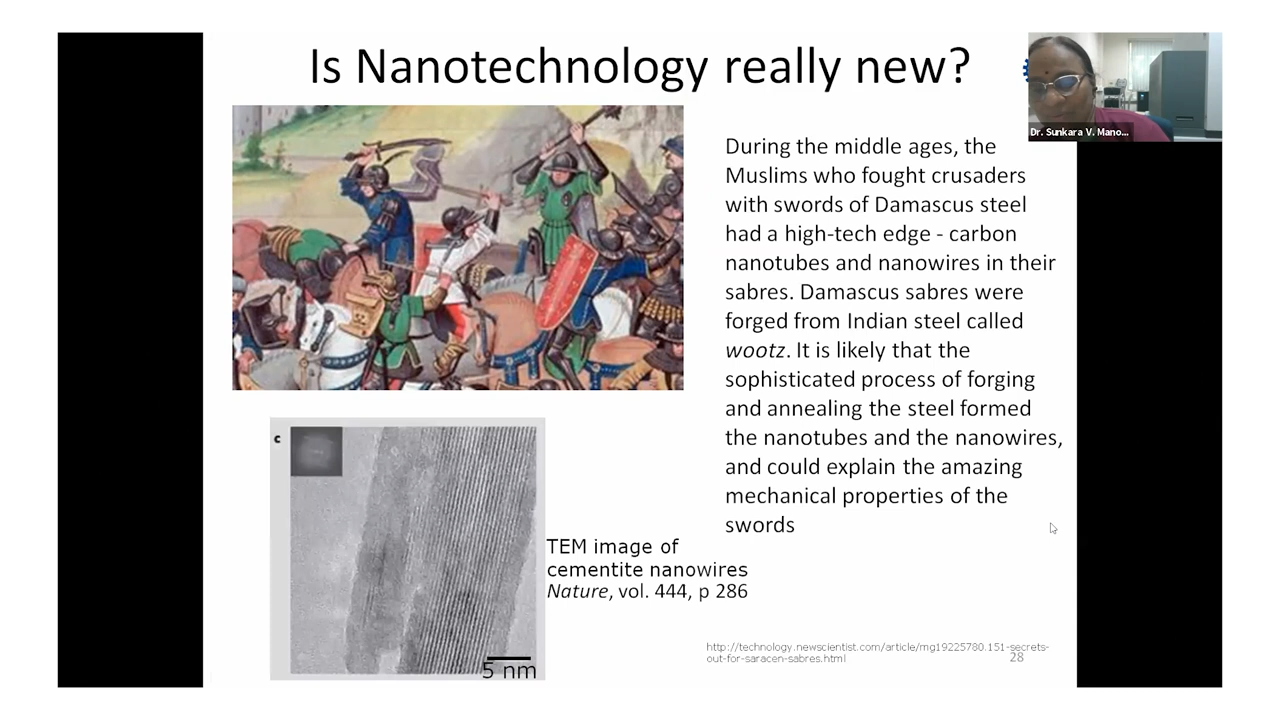 Is Nanotechnology really new?
Dr. Sunkara V. Mano...
During the middle ages, the
Muslims who fought crusaders
with swords of Damascus steel
had a high-tech edge - carbon
nanotubes and nanowires in their
sabres. Damascus sabres were
forged from Indian steel called
wootz. It is likely that the
sophisticated process of forging
and annealing the steel formed
the nanotubes and the nanowires,
and could explain the amazing
mechanical properties of the
swords
c
5 nm
TEM image of
cementite nanowires
Nature, vol. 444, p 286
http://technology.newscientist.com/article/mg19225780.151-secrets-
out-for-saracen-sabres.html
28